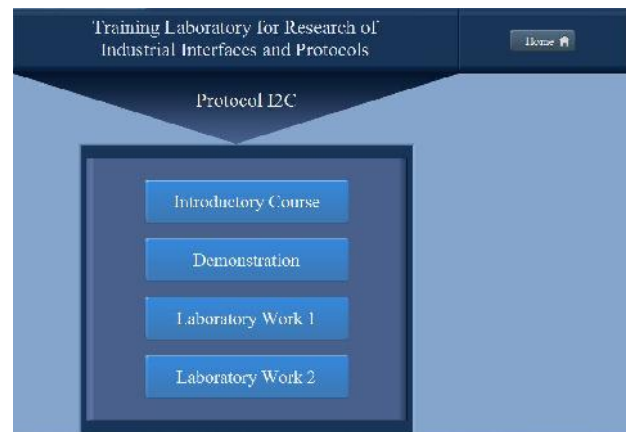 Training Laboratory for Research of
Industrial Interfaces and Protocols
Home
Protocol I2C
Introductory Course
Demonstration
Laboratory Work 1
Laboratory Work 2